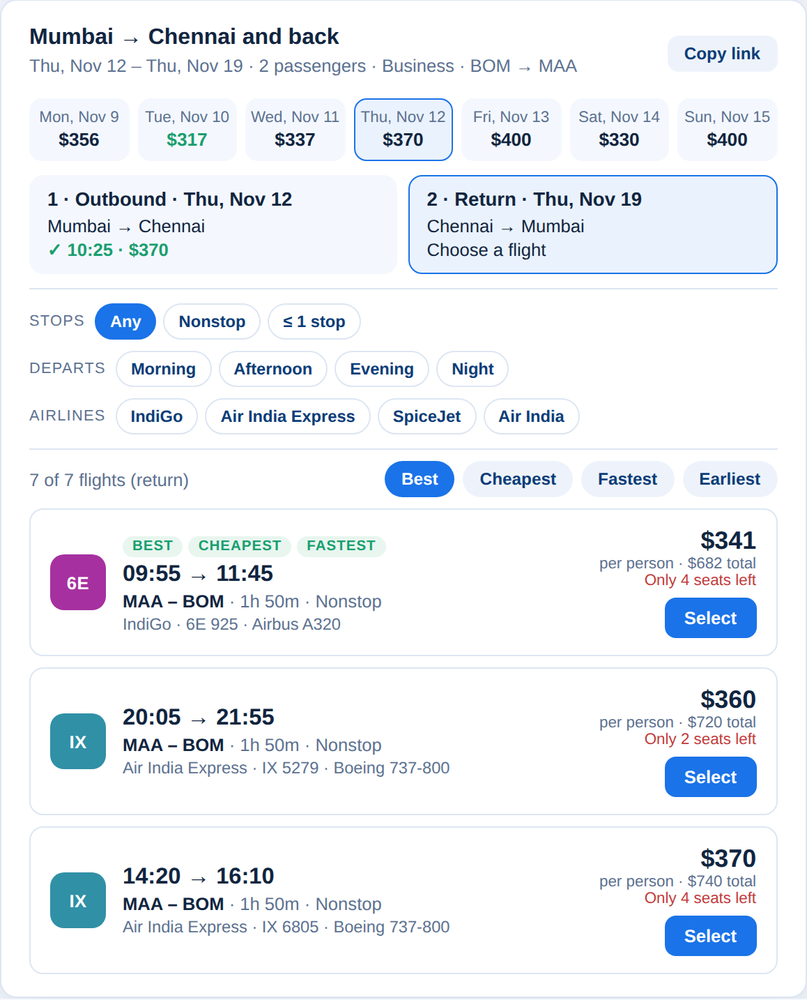 Mumbai → Chennai and back
Thu, Nov 12 – Thu, Nov 19 · 2 passengers · Business · BOM → MAA
Copy link
Mon, Nov 9
$356
Tue, Nov 10
$317
Wed, Nov 11
$337
Thu, Nov 12
$370
Fri, Nov 13
$400
Sat, Nov 14
$330
Sun, Nov 15
$400
1 · Outbound · Thu, Nov 12
Mumbai → Chennai
✓ 10:25 · $370
2 · Return · Thu, Nov 19
Chennai → Mumbai
Choose a flight
STOPS Any Nonstop ≤ 1 stop
DEPARTS Morning Afternoon Evening Night
AIRLINES IndiGo Air India Express SpiceJet Air India
7 of 7 flights (return)
Best Cheapest Fastest Earliest
6E
BEST CHEAPEST FASTEST
09:55 → 11:45
MAA – BOM · 1h 50m · Nonstop
IndiGo · 6E 925 · Airbus A320
$341
per person · $682 total
Only 4 seats left
Select
IX
20:05 → 21:55
MAA – BOM · 1h 50m · Nonstop
Air India Express · IX 5279 · Boeing 737-800
$360
per person · $720 total
Only 2 seats left
Select
IX
14:20 → 16:10
MAA – BOM · 1h 50m · Nonstop
Air India Express · IX 6805 · Boeing 737-800
$370
per person · $740 total
Only 4 seats left
Select